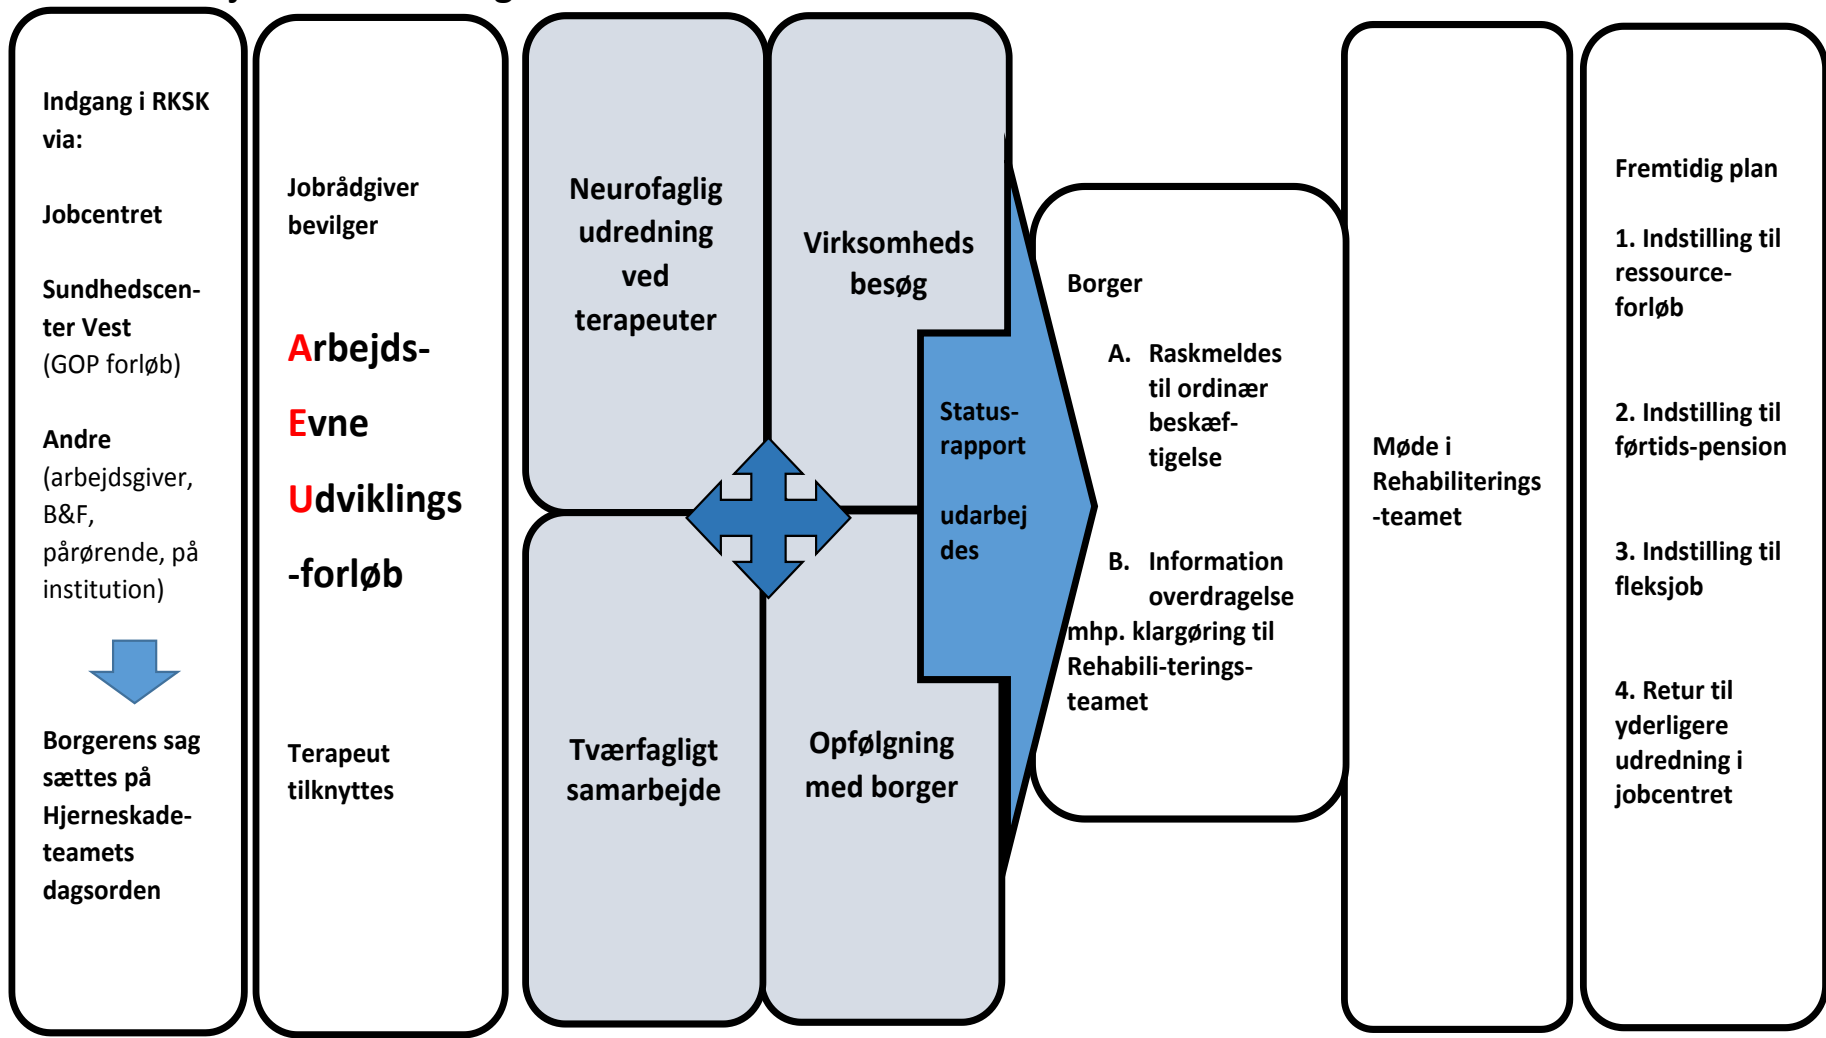 Indgang i RKSK
via:
Jobcentret
Sundhedscen-
ter Vest
(GOP forløb)
Andre
(arbejdsgiver,
B&F,
pårørende, på
institution)
Borgerens sag
sættes på
Hjerneskade-
teamets
dagsorden
Jobrådgiver
bevilger
Arbejds-
Evne
Udviklings
-forløb
Terapeut
tilknyttes
Neurofaglig
udredning
ved
terapeuter
Virksomheds
besøg
Tværfagligt
samarbejde
Opfølgning
med borger
Status-
rapport
udarbej
des
Borger
A. Raskmeldes
til ordinær
beskæf-
tigelse
B. Information
overdragelse
mhp. klargøring til
Rehabili-terings-
teamet
Møde i
Rehabiliterings
-teamet
Fremtidig plan
1. Indstilling til
ressource-
forløb
2. Indstilling til
førtids-pension
3. Indstilling til
fleksjob
4. Retur til
yderligere
udredning i
jobcentret